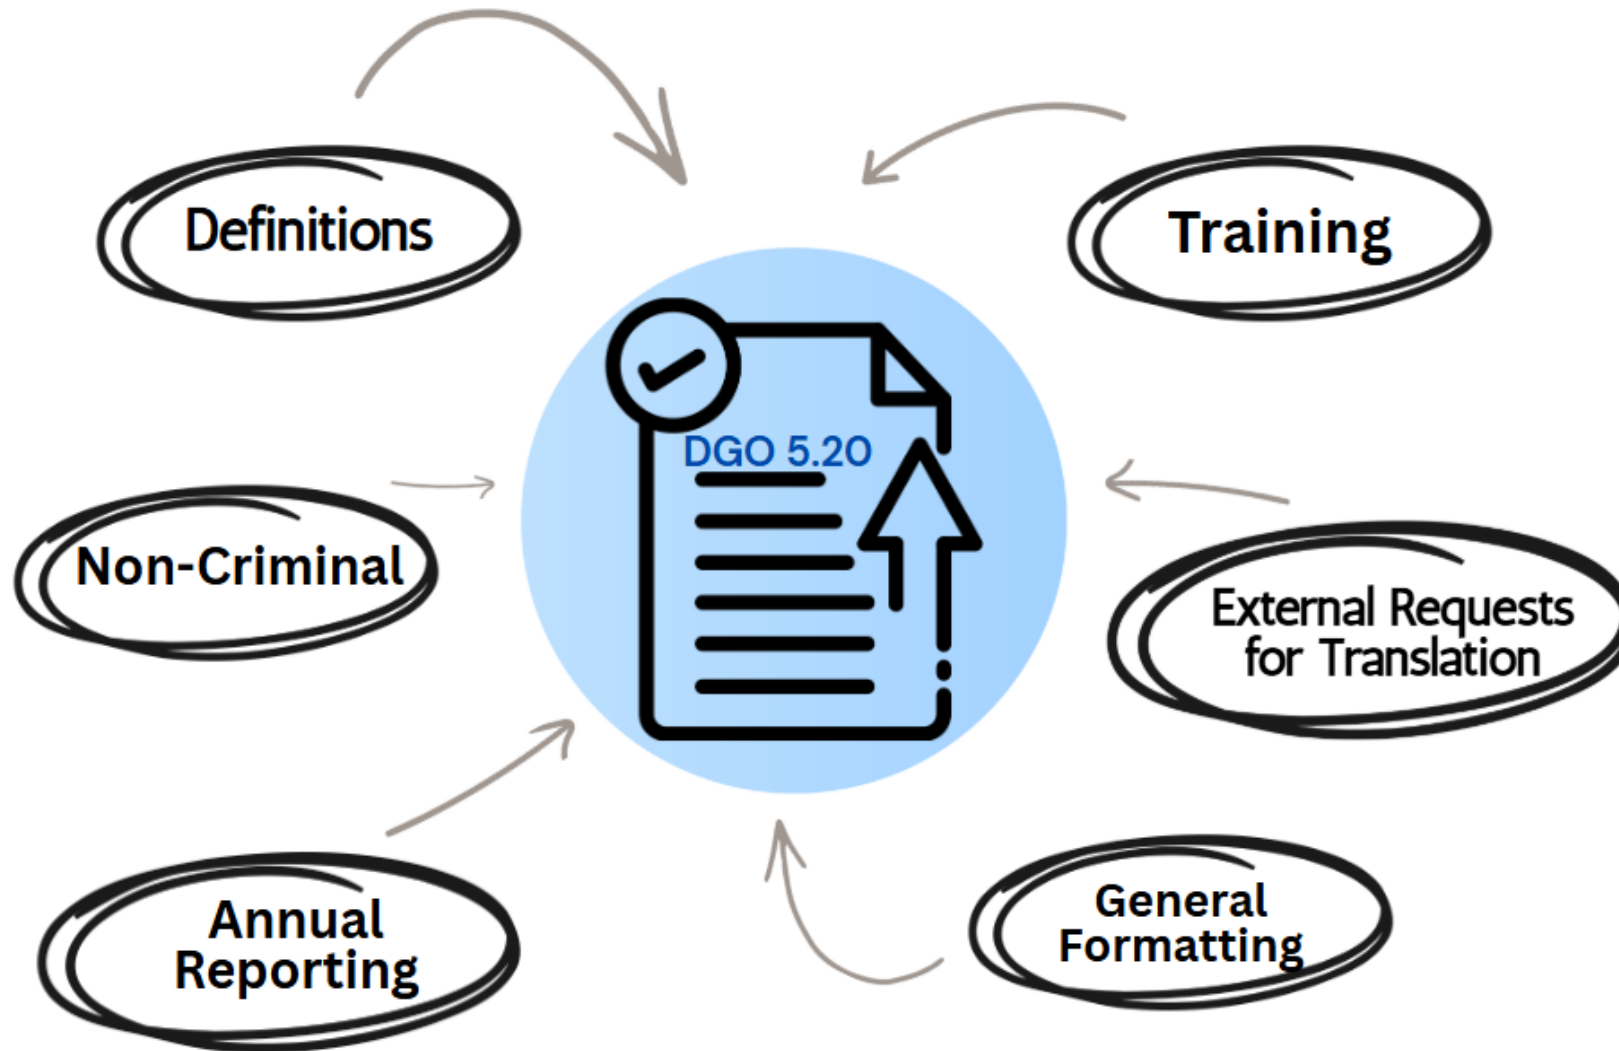 Definitions
Training
DGO 5.20
Non-Criminal
External Requests
for Translation
Annual
Reporting
General
Formatting